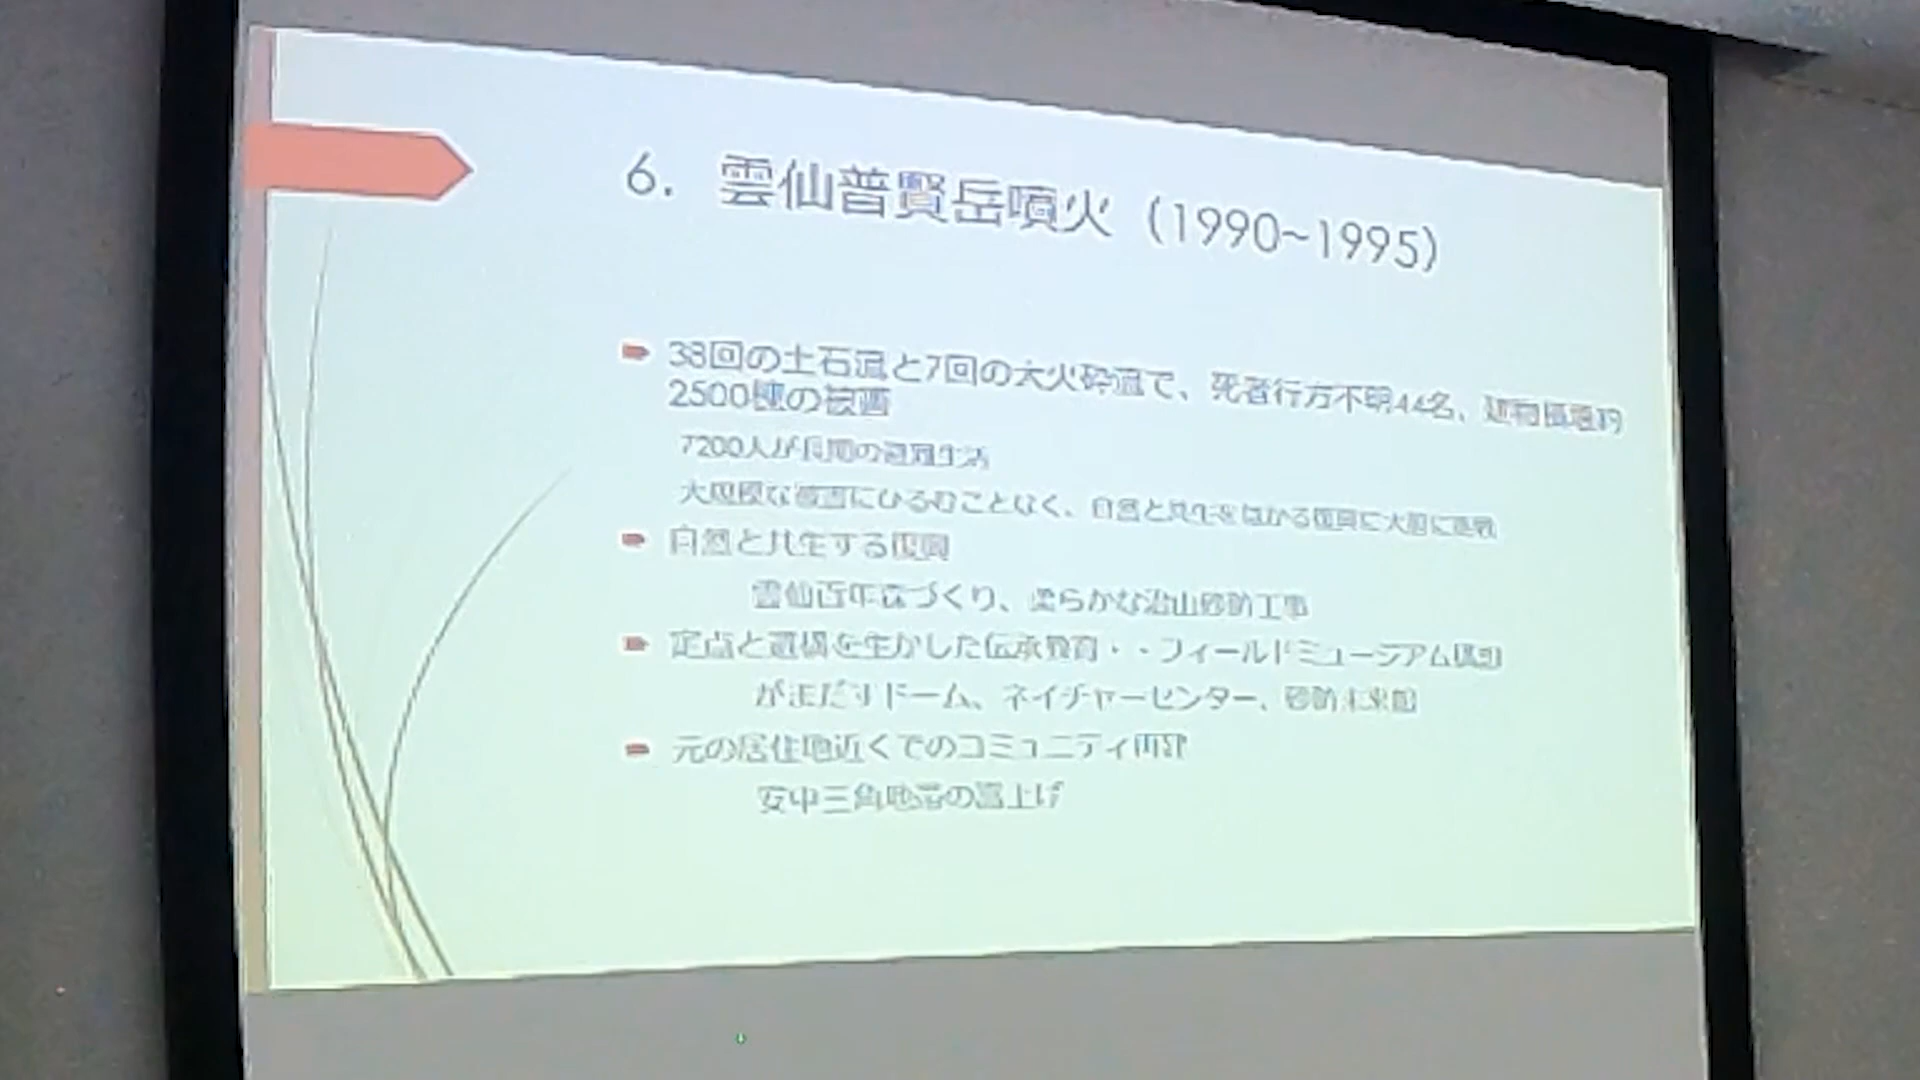 6. 雲仙普賢岳噴火（1990~1995）
38回の土石流と7回の大火砕流で、死者行方不明44名、建物損壊約
2500棟の被害
7200人が長期の避難生活
大規模な被害にひるむことなく、自然と共生をはかる復興に大胆に挑戦
自然と共生する復興
雲仙百年森づくり、柔らかな治山砂防工事
定点と遺構を生かした伝承教育・・フィールドミュージアム構想
がまだすドーム、ネイチャーセンター、砂防未来館
元の居住地近くでのコミュニティ再建
安中三角地帯の嵩上げ